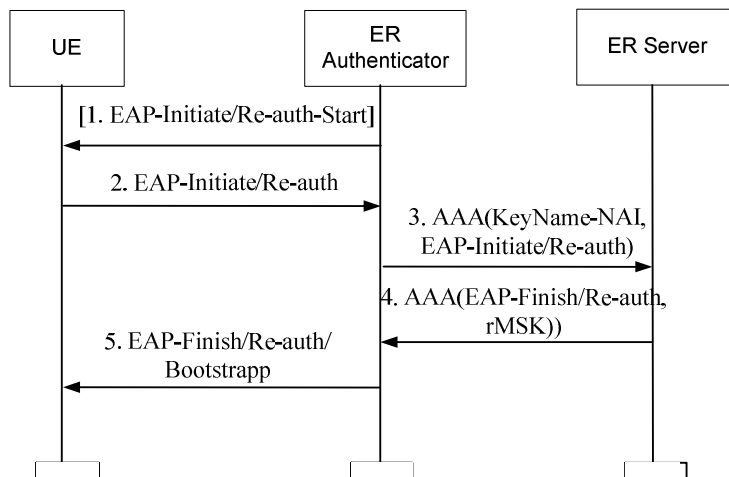 UE
ER
Authenticator
ER Server
[1. EAP-Initiate/Re-auth-Start]
2. EAP-Initiate/Re-auth
3. AAA(KeyName-NAI,
EAP-Initiate/Re-auth)
4. AAA(EAP-Finish/Re-auth,
rMSK))
5. EAP-Finish/Re-auth/
Bootstrapp